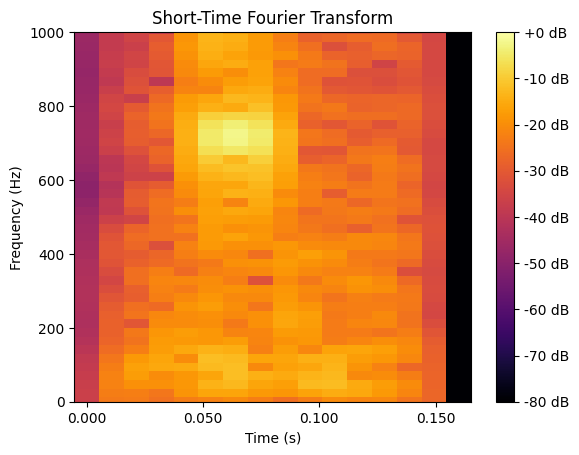 Short-Time Fourier Transform
1000
800
600
400
200
0
Frequency (Hz)
0.000
0.050
0.100
0.150
Time (s)
+0 dB
-10 dB
-20 dB
-30 dB
-40 dB
-50 dB
-60 dB
-70 dB
-80 dB